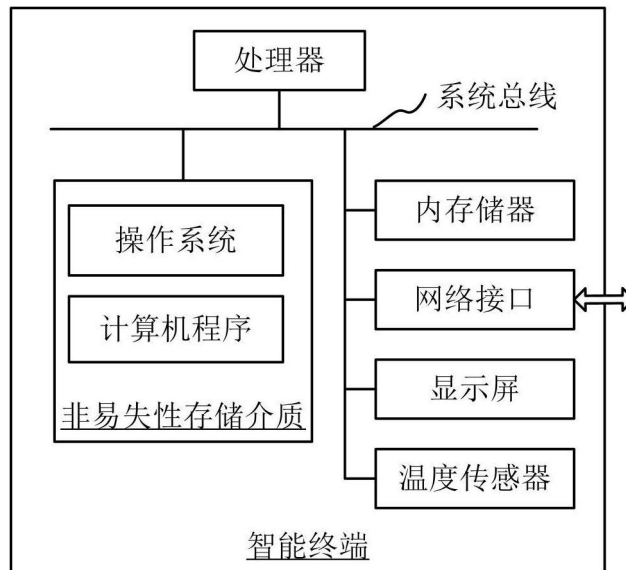 处理器
系统总线
操作系统
计算机程序
非易失性存储介质
内存储器
网络接口
显示屏
温度传感器
智能终端